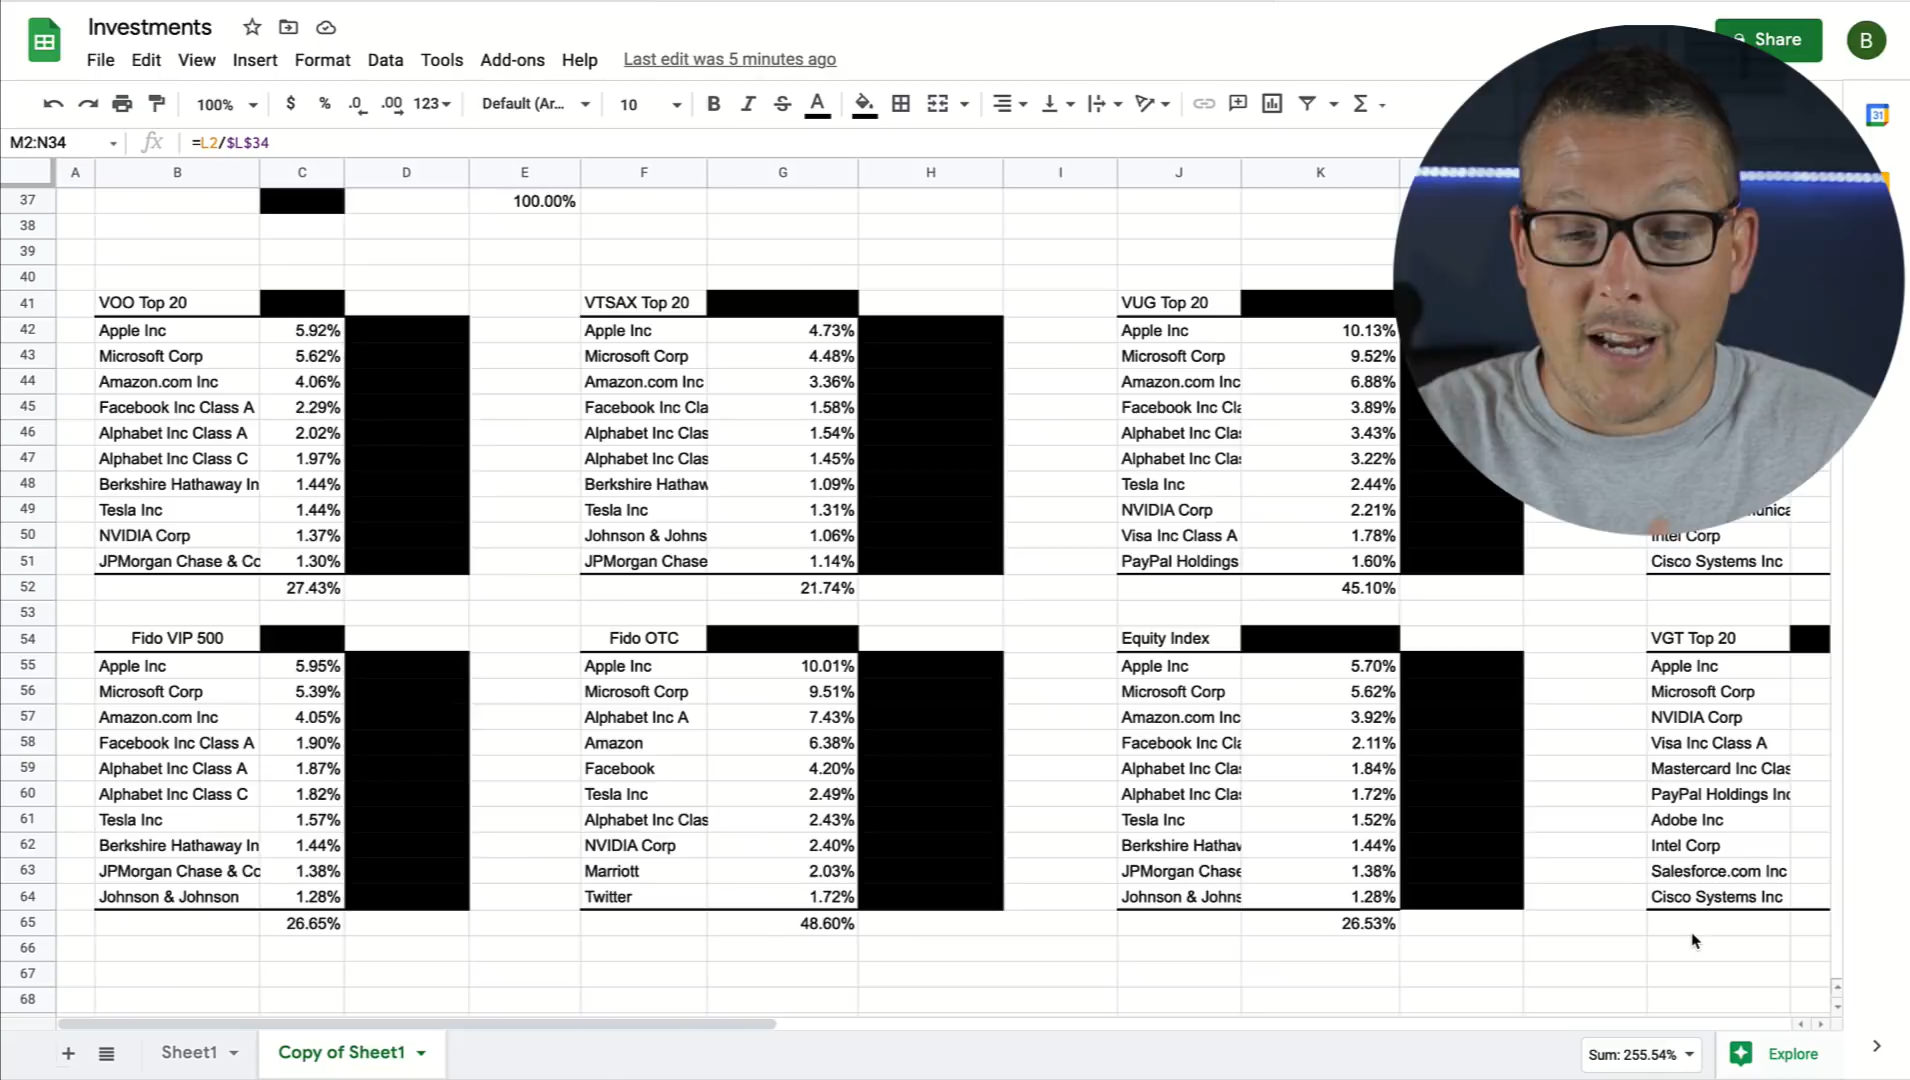 Investments
Share
B
File Edit View Insert Format Data Tools Add-ons Help Last edit was 5 minutes ago
100% $ % .0 .00 123 Default (Ar... 10 B I S A Σ
31
M2:N34 fx =L2/$L$34
A B C D E F G H I J K
37 100.00%
38
39
40
41 VOO Top 20 VTSAX Top 20 VUG Top 20
42 Apple Inc 5.92% Apple Inc 4.73% Apple Inc 10.13%
43 Microsoft Corp 5.62% Microsoft Corp 4.48% Microsoft Corp 9.52%
44 Amazon.com Inc 4.06% Amazon.com Inc 3.36% Amazon.com Inc 6.88%
45 Facebook Inc Class A 2.29% Facebook Inc Cla 1.58% Facebook Inc Cla 3.89%
46 Alphabet Inc Class A 2.02% Alphabet Inc Clas 1.54% Alphabet Inc Clas 3.43%
47 Alphabet Inc Class C 1.97% Alphabet Inc Clas 1.45% Alphabet Inc Clas 3.22%
48 Berkshire Hathaway In 1.44% Berkshire Hathaw 1.09% Tesla Inc 2.44%
49 Tesla Inc 1.44% Tesla Inc 1.31% NVIDIA Corp 2.21%
50 NVIDIA Corp 1.37% Johnson & Johns 1.06% Visa Inc Class A 1.78% Intel Corp
51 JPMorgan Chase & Co 1.30% JPMorgan Chase 1.14% PayPal Holdings 1.60% Cisco Systems Inc
52 27.43% 21.74% 45.10%
53
54 Fido VIP 500 Fido OTC Equity Index VGT Top 20
55 Apple Inc 5.95% Apple Inc 10.01% Apple Inc 5.70% Apple Inc
56 Microsoft Corp 5.39% Microsoft Corp 9.51% Microsoft Corp 5.62% Microsoft Corp
57 Amazon.com Inc 4.05% Alphabet Inc A 7.43% Amazon.com Inc 3.92% NVIDIA Corp
58 Facebook Inc Class A 1.90% Amazon 6.38% Facebook Inc Cla 2.11% Visa Inc Class A
59 Alphabet Inc Class A 1.87% Facebook 4.20% Alphabet Inc Clas 1.84% Mastercard Inc Clas
60 Alphabet Inc Class C 1.82% Tesla Inc 2.49% Alphabet Inc Clas 1.72% PayPal Holdings Inc
61 Tesla Inc 1.57% Alphabet Inc Clas 2.43% Tesla Inc 1.52% Adobe Inc
62 Berkshire Hathaway In 1.44% NVIDIA Corp 2.40% Berkshire Hathaw 1.44% Intel Corp
63 JPMorgan Chase & Co 1.38% Marriott 2.03% JPMorgan Chase 1.38% Salesforce.com Inc
64 Johnson & Johnson 1.28% Twitter 1.72% Johnson & Johns 1.28% Cisco Systems Inc
65 26.65% 48.60% 26.53%
66
67
68
Sheet1 Copy of Sheet1 Sum: 255.54% Explore